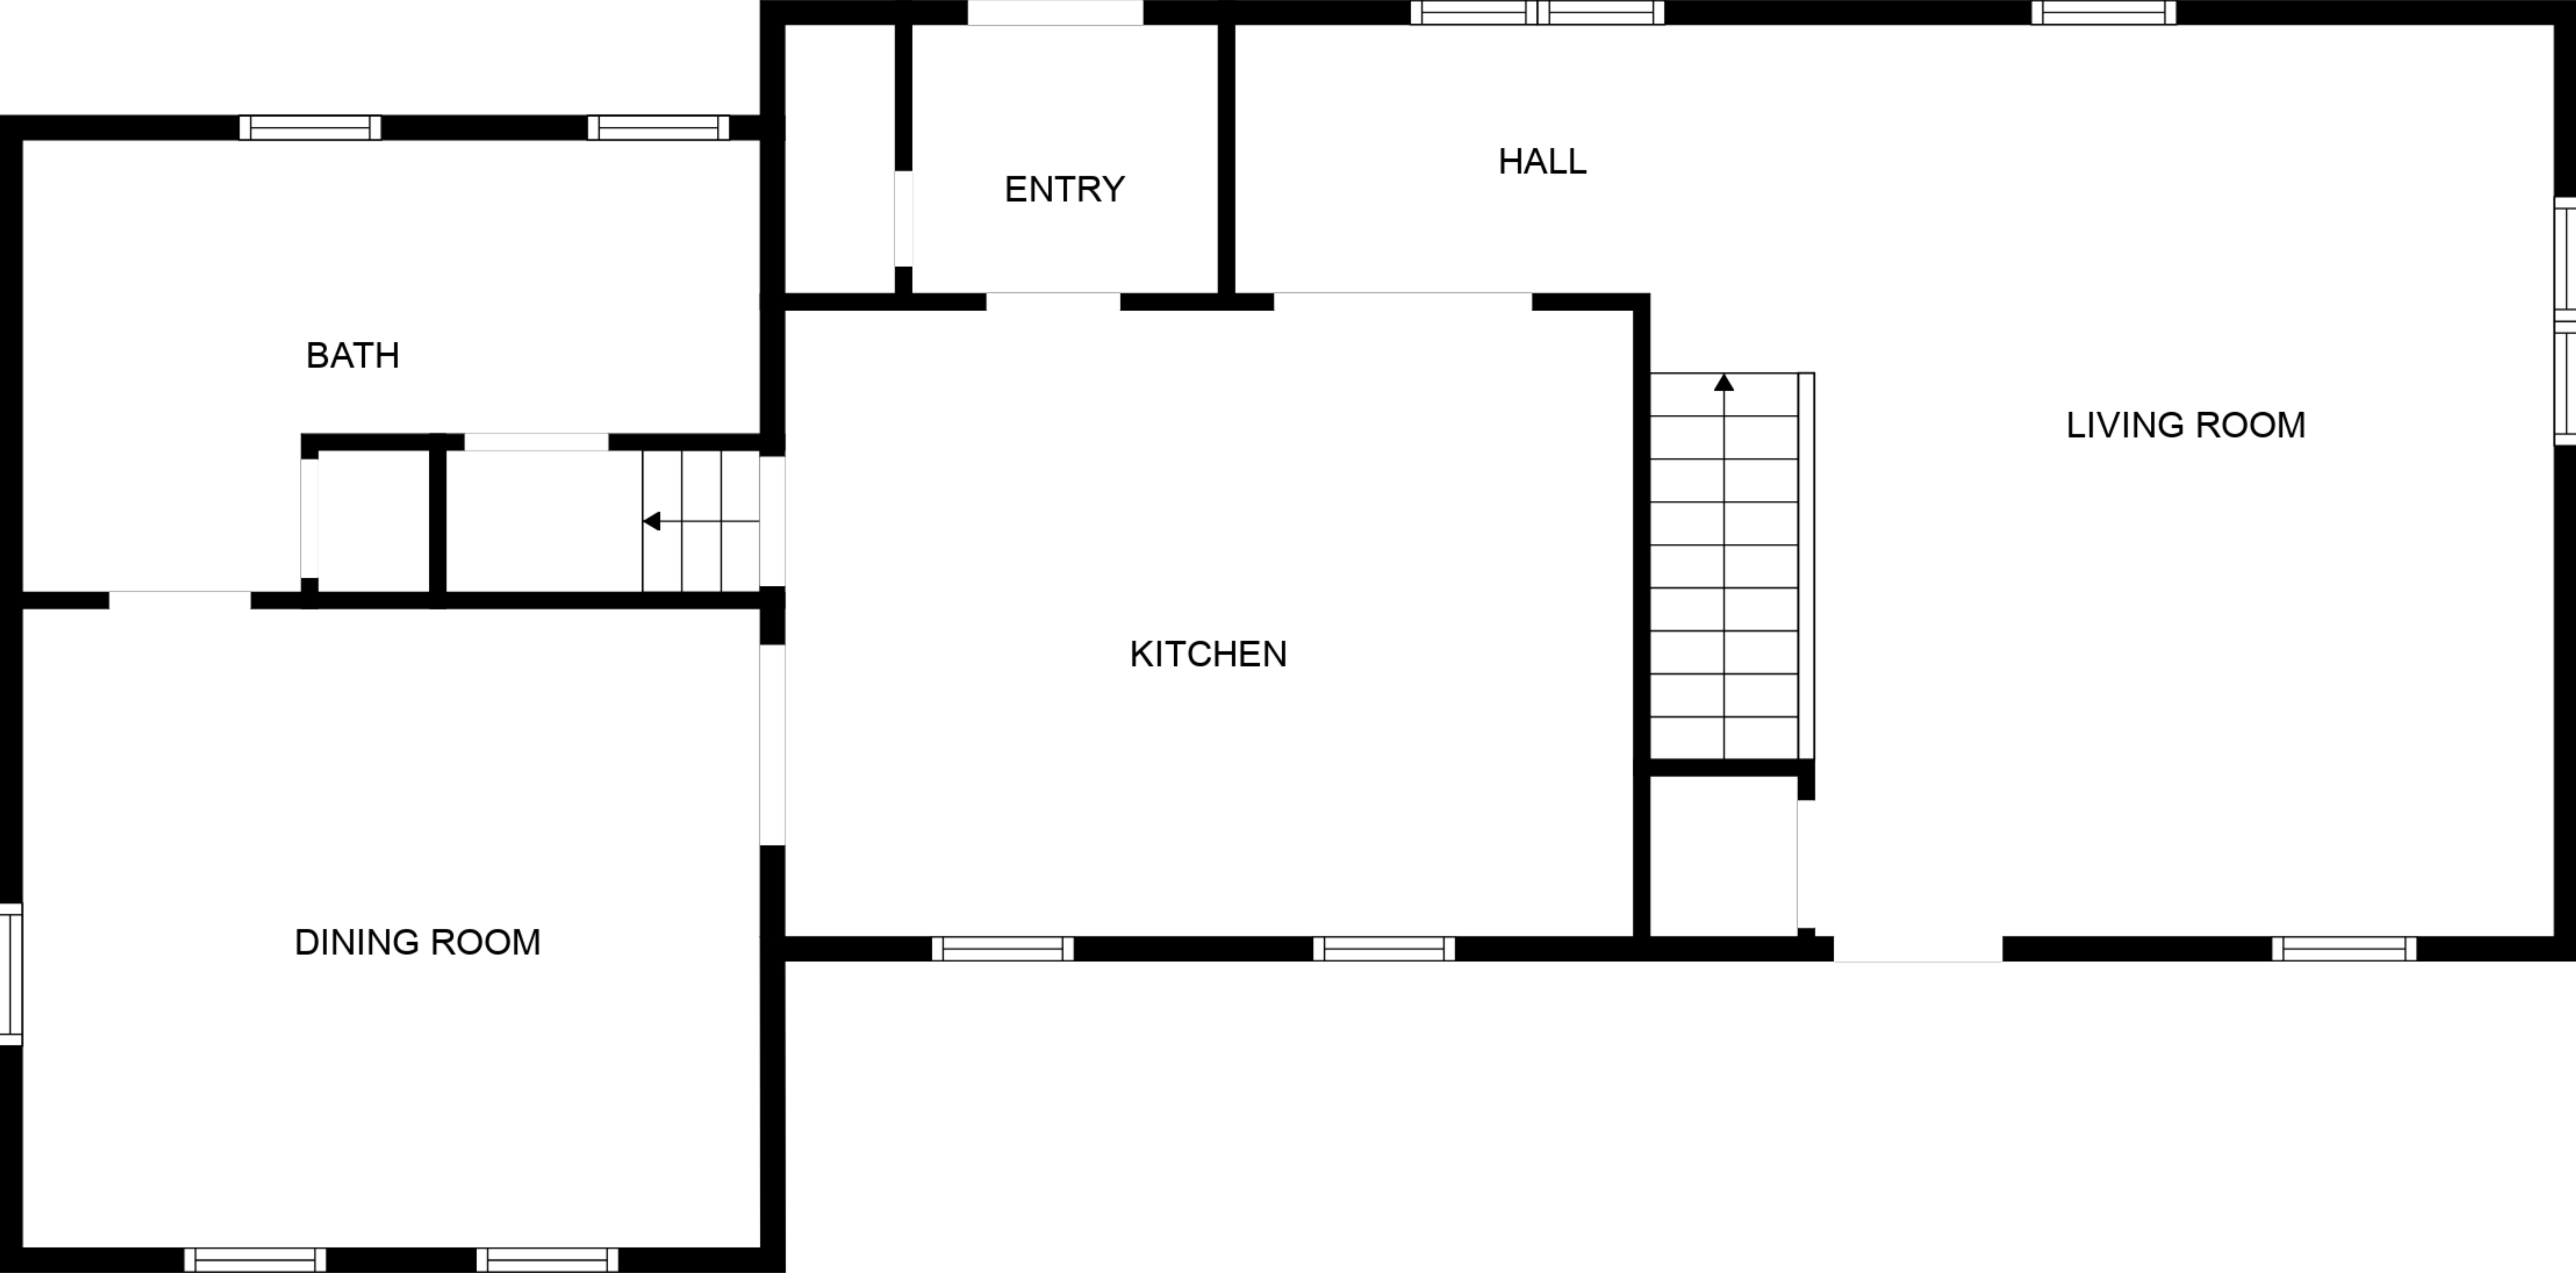 HALL
ENTRY
BATH
LIVING ROOM
KITCHEN
DINING ROOM